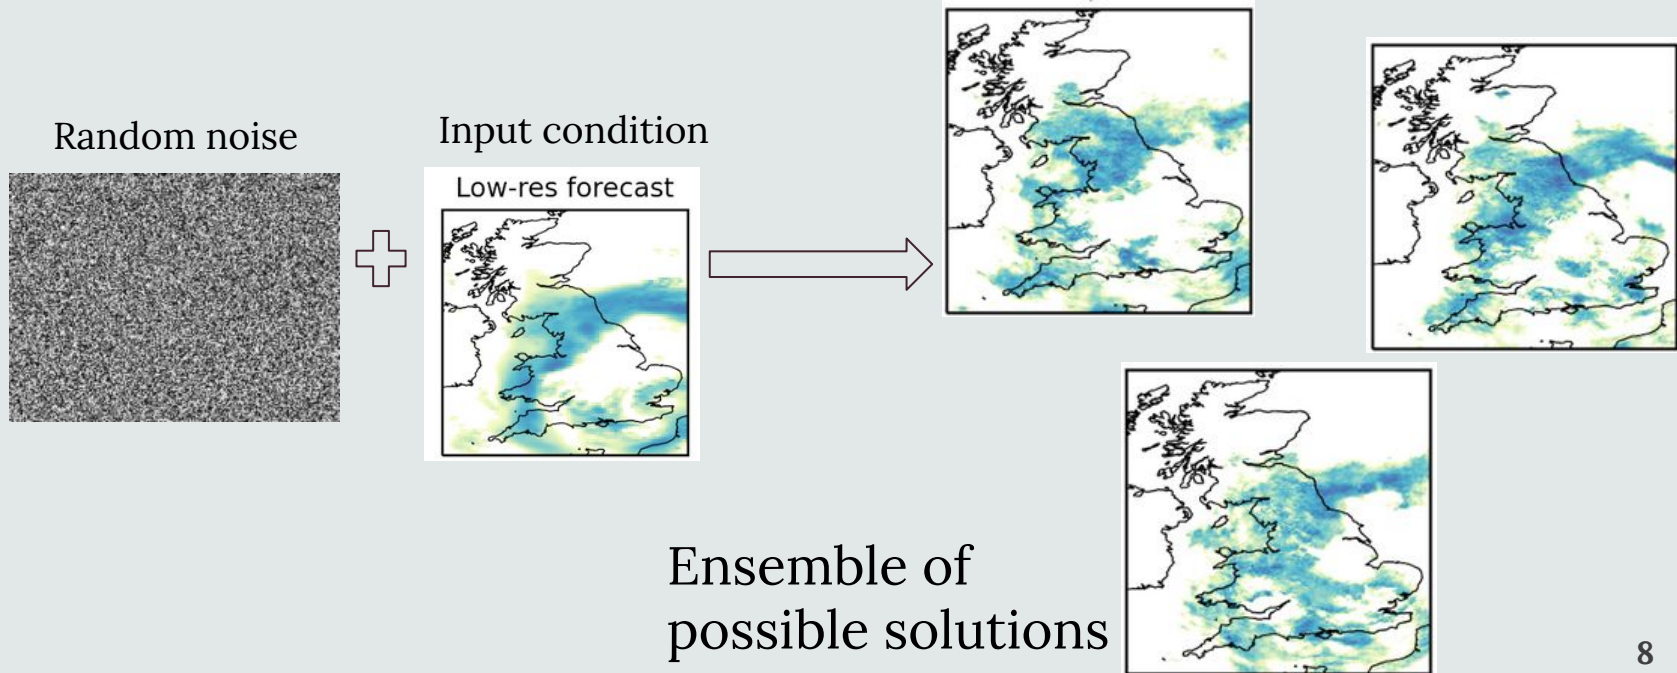 Random noise
Input condition
Low-res forecast
Ensemble of
possible solutions
8